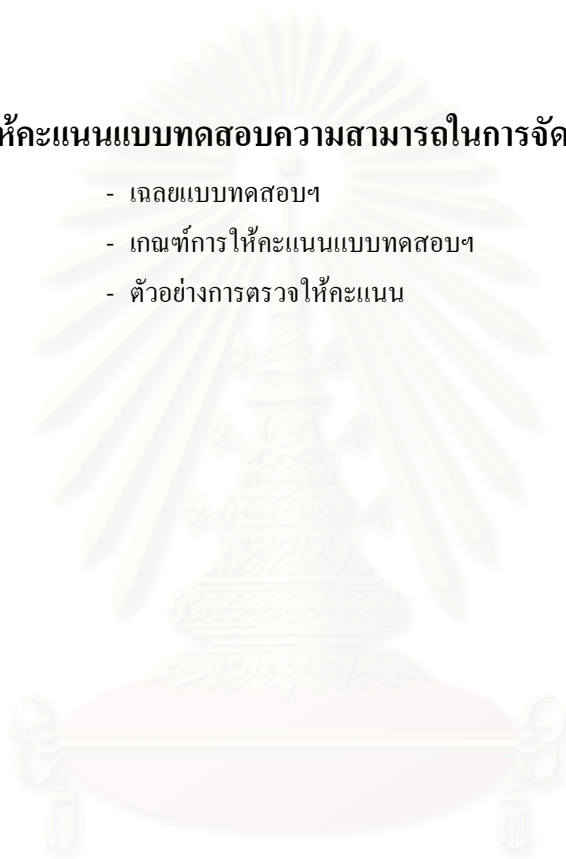 ห้คะแนนแบบทดสอบความสามารถในการจัด
- เฉลยแบบทดสอบฯ
- เกณฑ์การให้คะแนนแบบทดสอบฯ
- ตัวอย่างการตรวจให้คะแนน